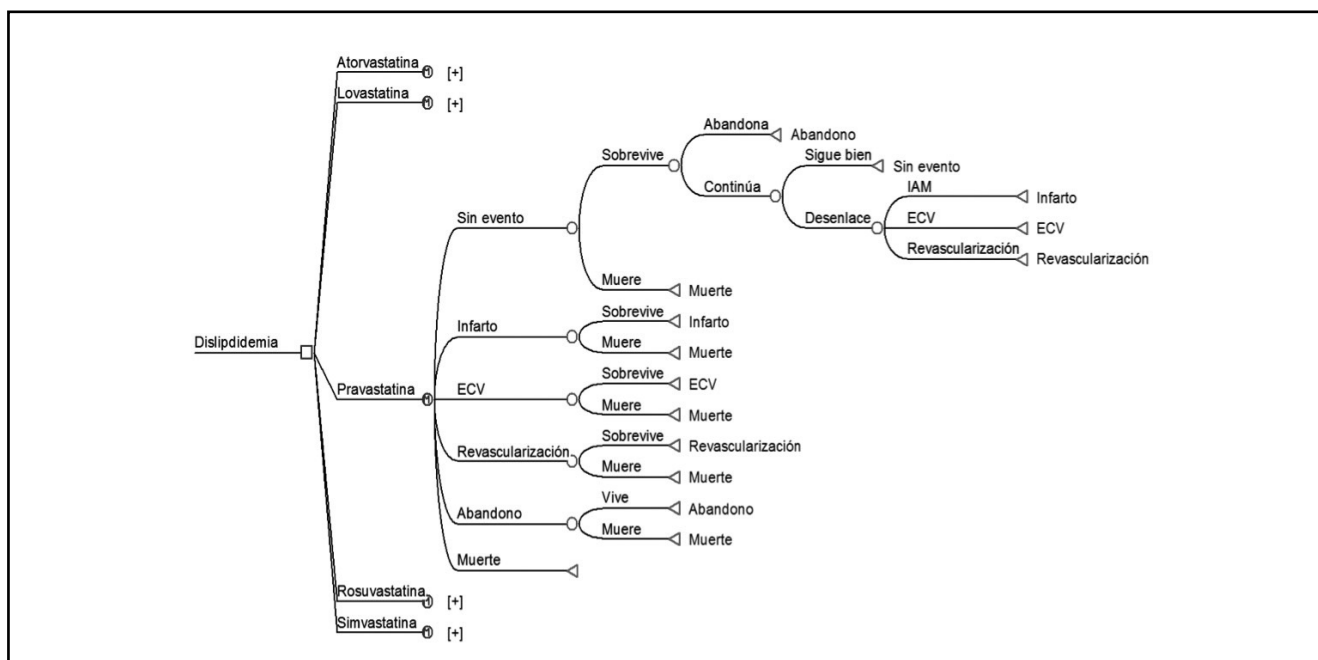 Atorvastatina [+]
Lovastatina [+]
Abandona Abandono
Sobrevive Sigue bien Sin evento
Continúa IAM Infarto
Sin evento Desenlace ECV ECV
Revascularización Revascularización
Muere Muerte
Sobrevive Infarto
Infarto
Dislipdidemia Muere Muerte
Pravastatina ECV Sobrevive ECV
Muere Muerte
Sobrevive Revascularización
Revascularización
Muere Muerte
Vive Abandono
Abandono
Muere Muerte
Muerte
Rosuvastatina [+]
Simvastatina [+]